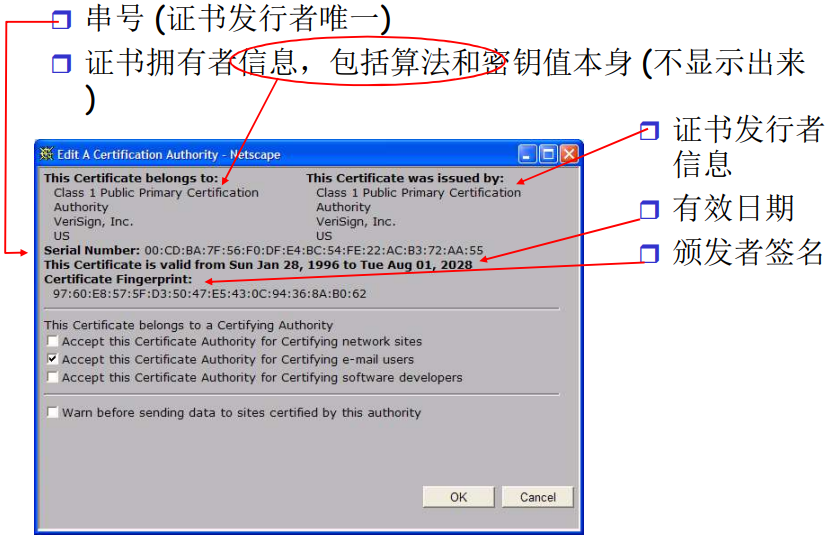 串号 (证书发行者唯一)
证书拥有者信息，包括算法和密钥值本身 (不显示出来
)
证书发行者
信息
有效日期
颁发者签名
Edit A Certification Authority - Netscape
This Certificate belongs to:
Class 1 Public Primary Certification
Authority
VeriSign, Inc.
US
This Certificate was issued by:
Class 1 Public Primary Certification
Authority
VeriSign, Inc.
US
Serial Number: 00:CD:BA:7F:56:F0:DF:E4:BC:54:FE:22:AC:B3:72:AA:55
This Certificate is valid from Sun Jan 28, 1996 to Tue Aug 01, 2028
Certificate Fingerprint:
97:60:E8:57:5F:D3:50:47:E5:43:0C:94:36:8A:B0:62
This Certificate belongs to a Certifying Authority
Accept this Certificate Authority for Certifying network sites
Accept this Certificate Authority for Certifying e-mail users
Accept this Certificate Authority for Certifying software developers
Warn before sending data to sites certified by this authority
OK
Cancel